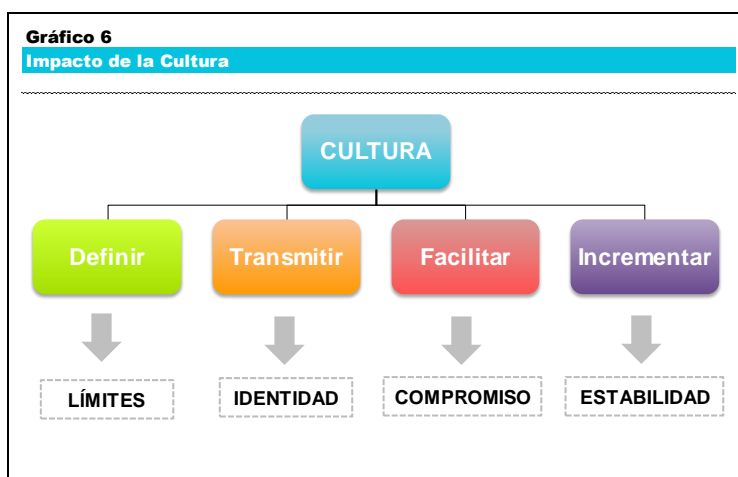 Gráfico 6
Impacto de la Cultura
CULTURA
Definir Transmitir Facilitar Incrementar
LÍMITES IDENTIDAD COMPROMISO ESTABILIDAD